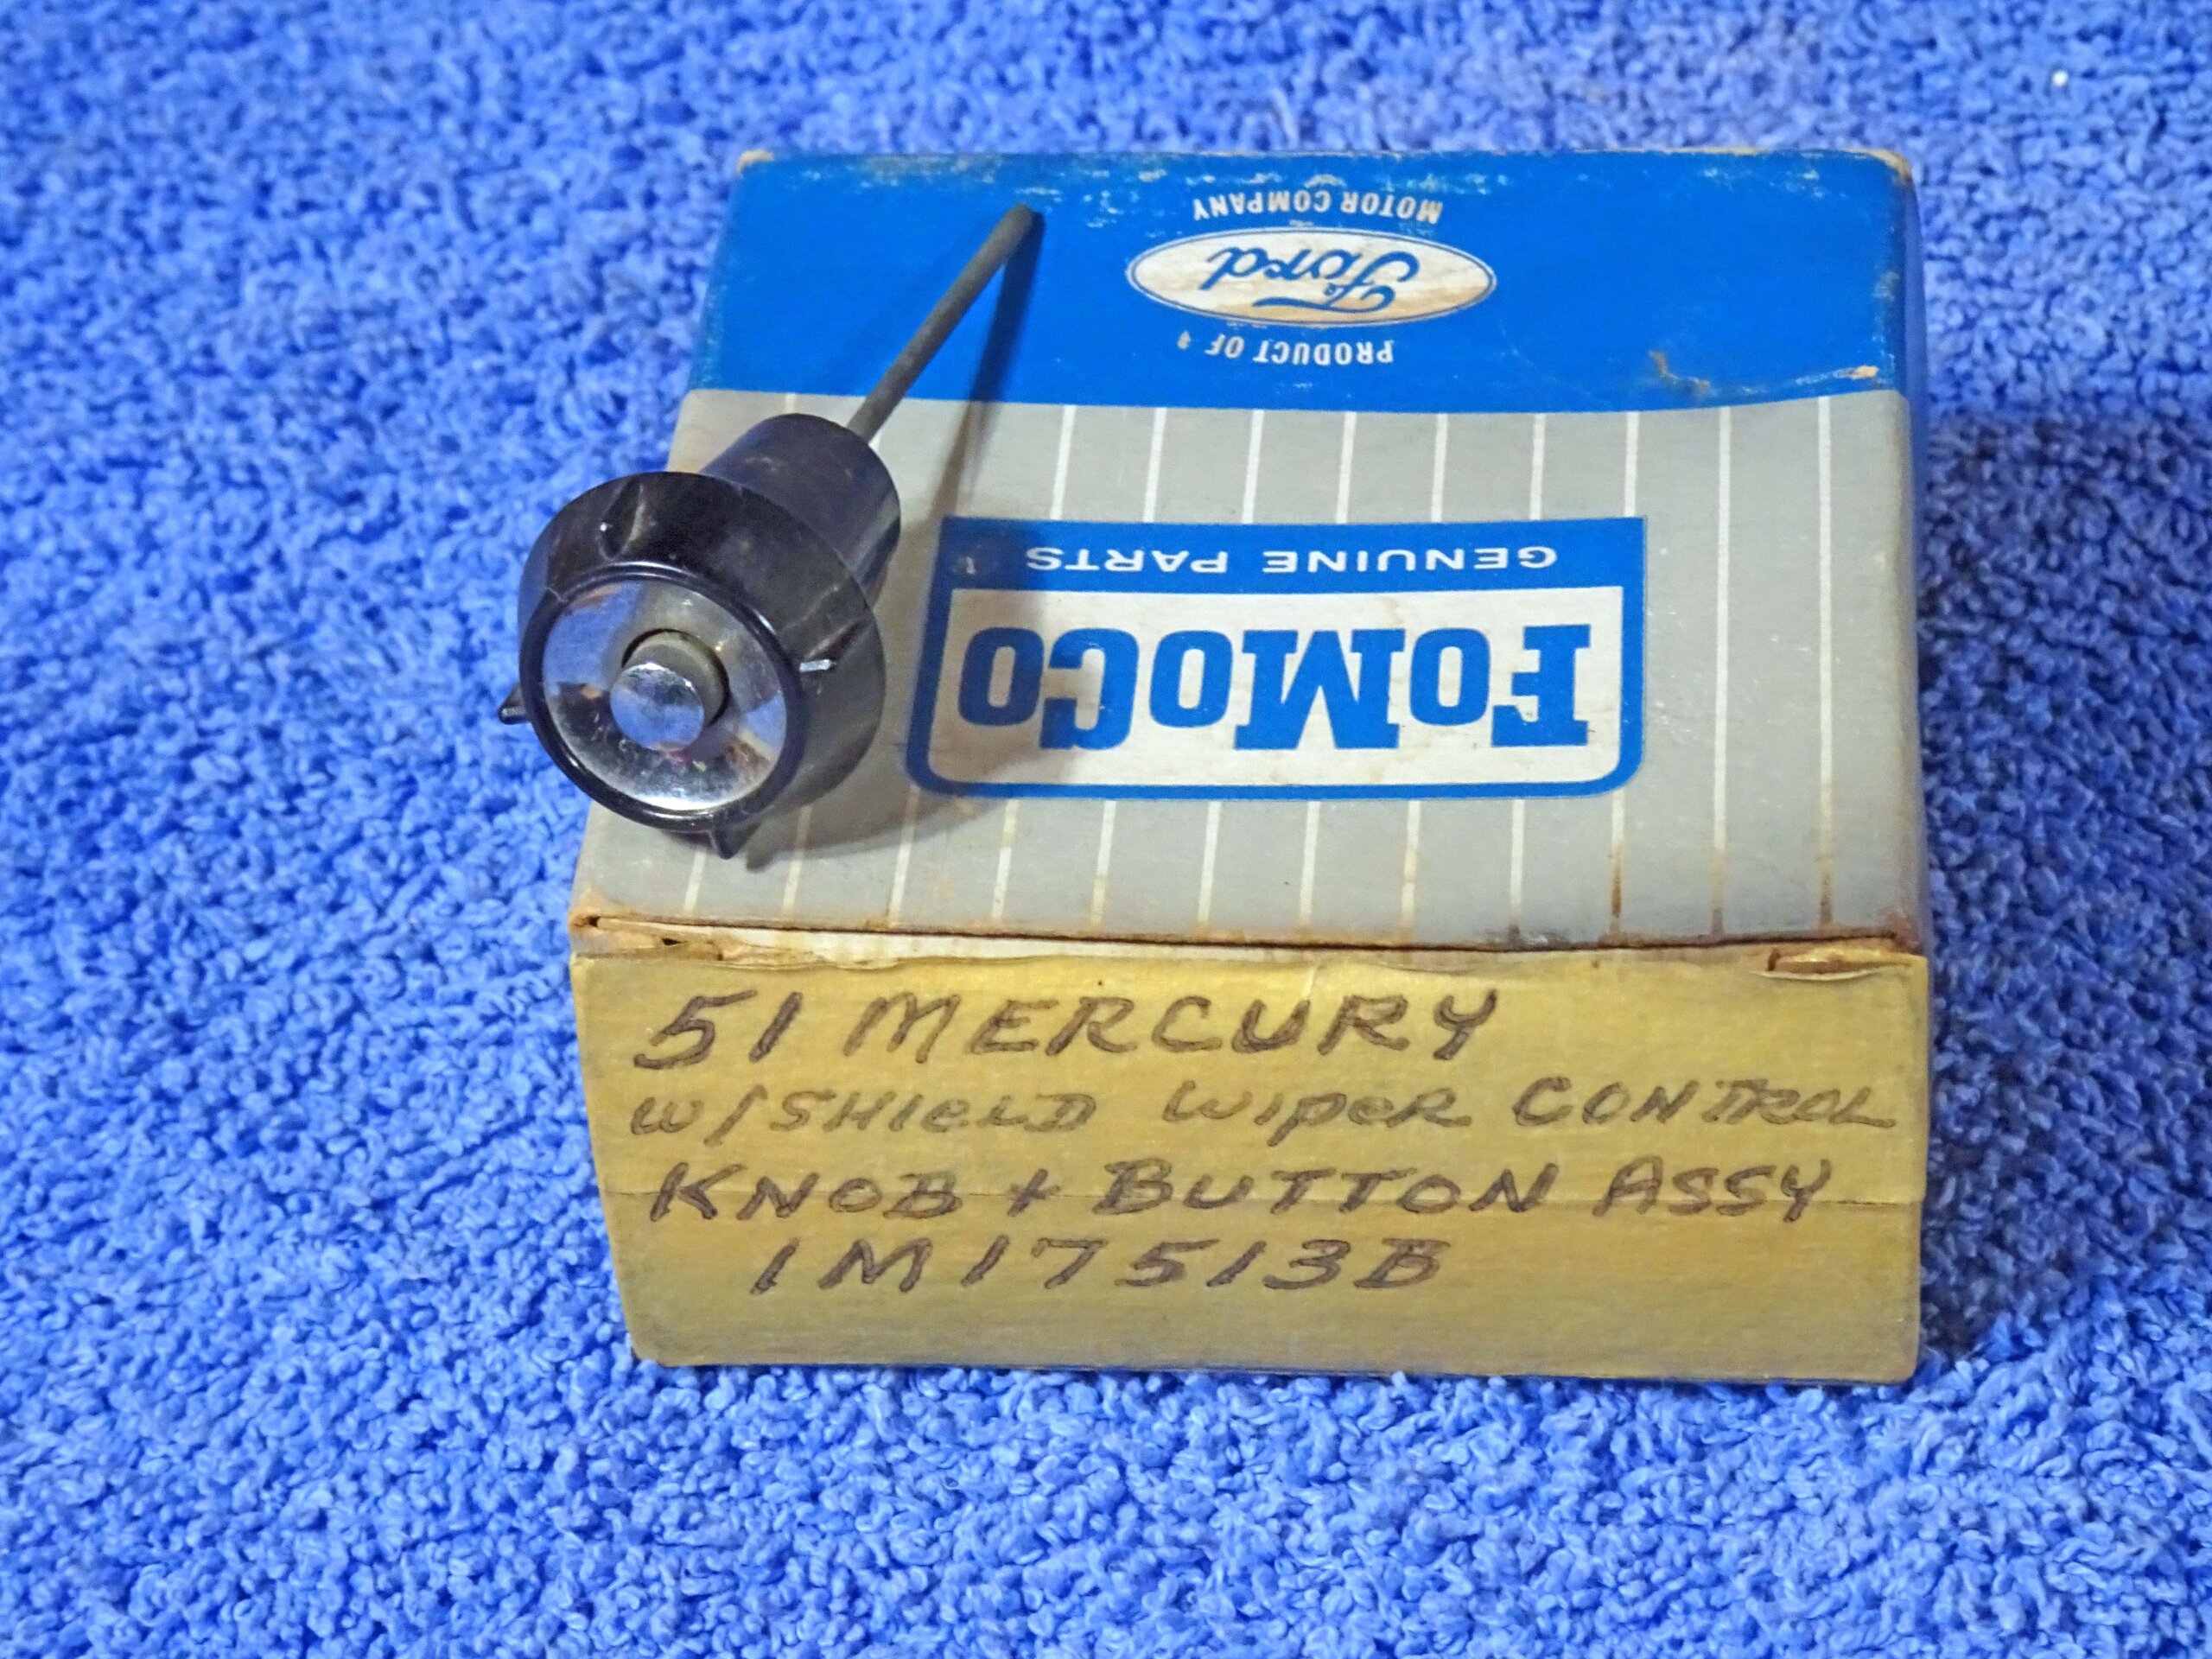 MOTOR COMPANY
Ford
PRODUCT OF
GENUINE PARTS
FOMOCO
51 MERCURY
W/SHIELD WIPER CONTROL
KNOB + BUTTON ASSY
1M17513B